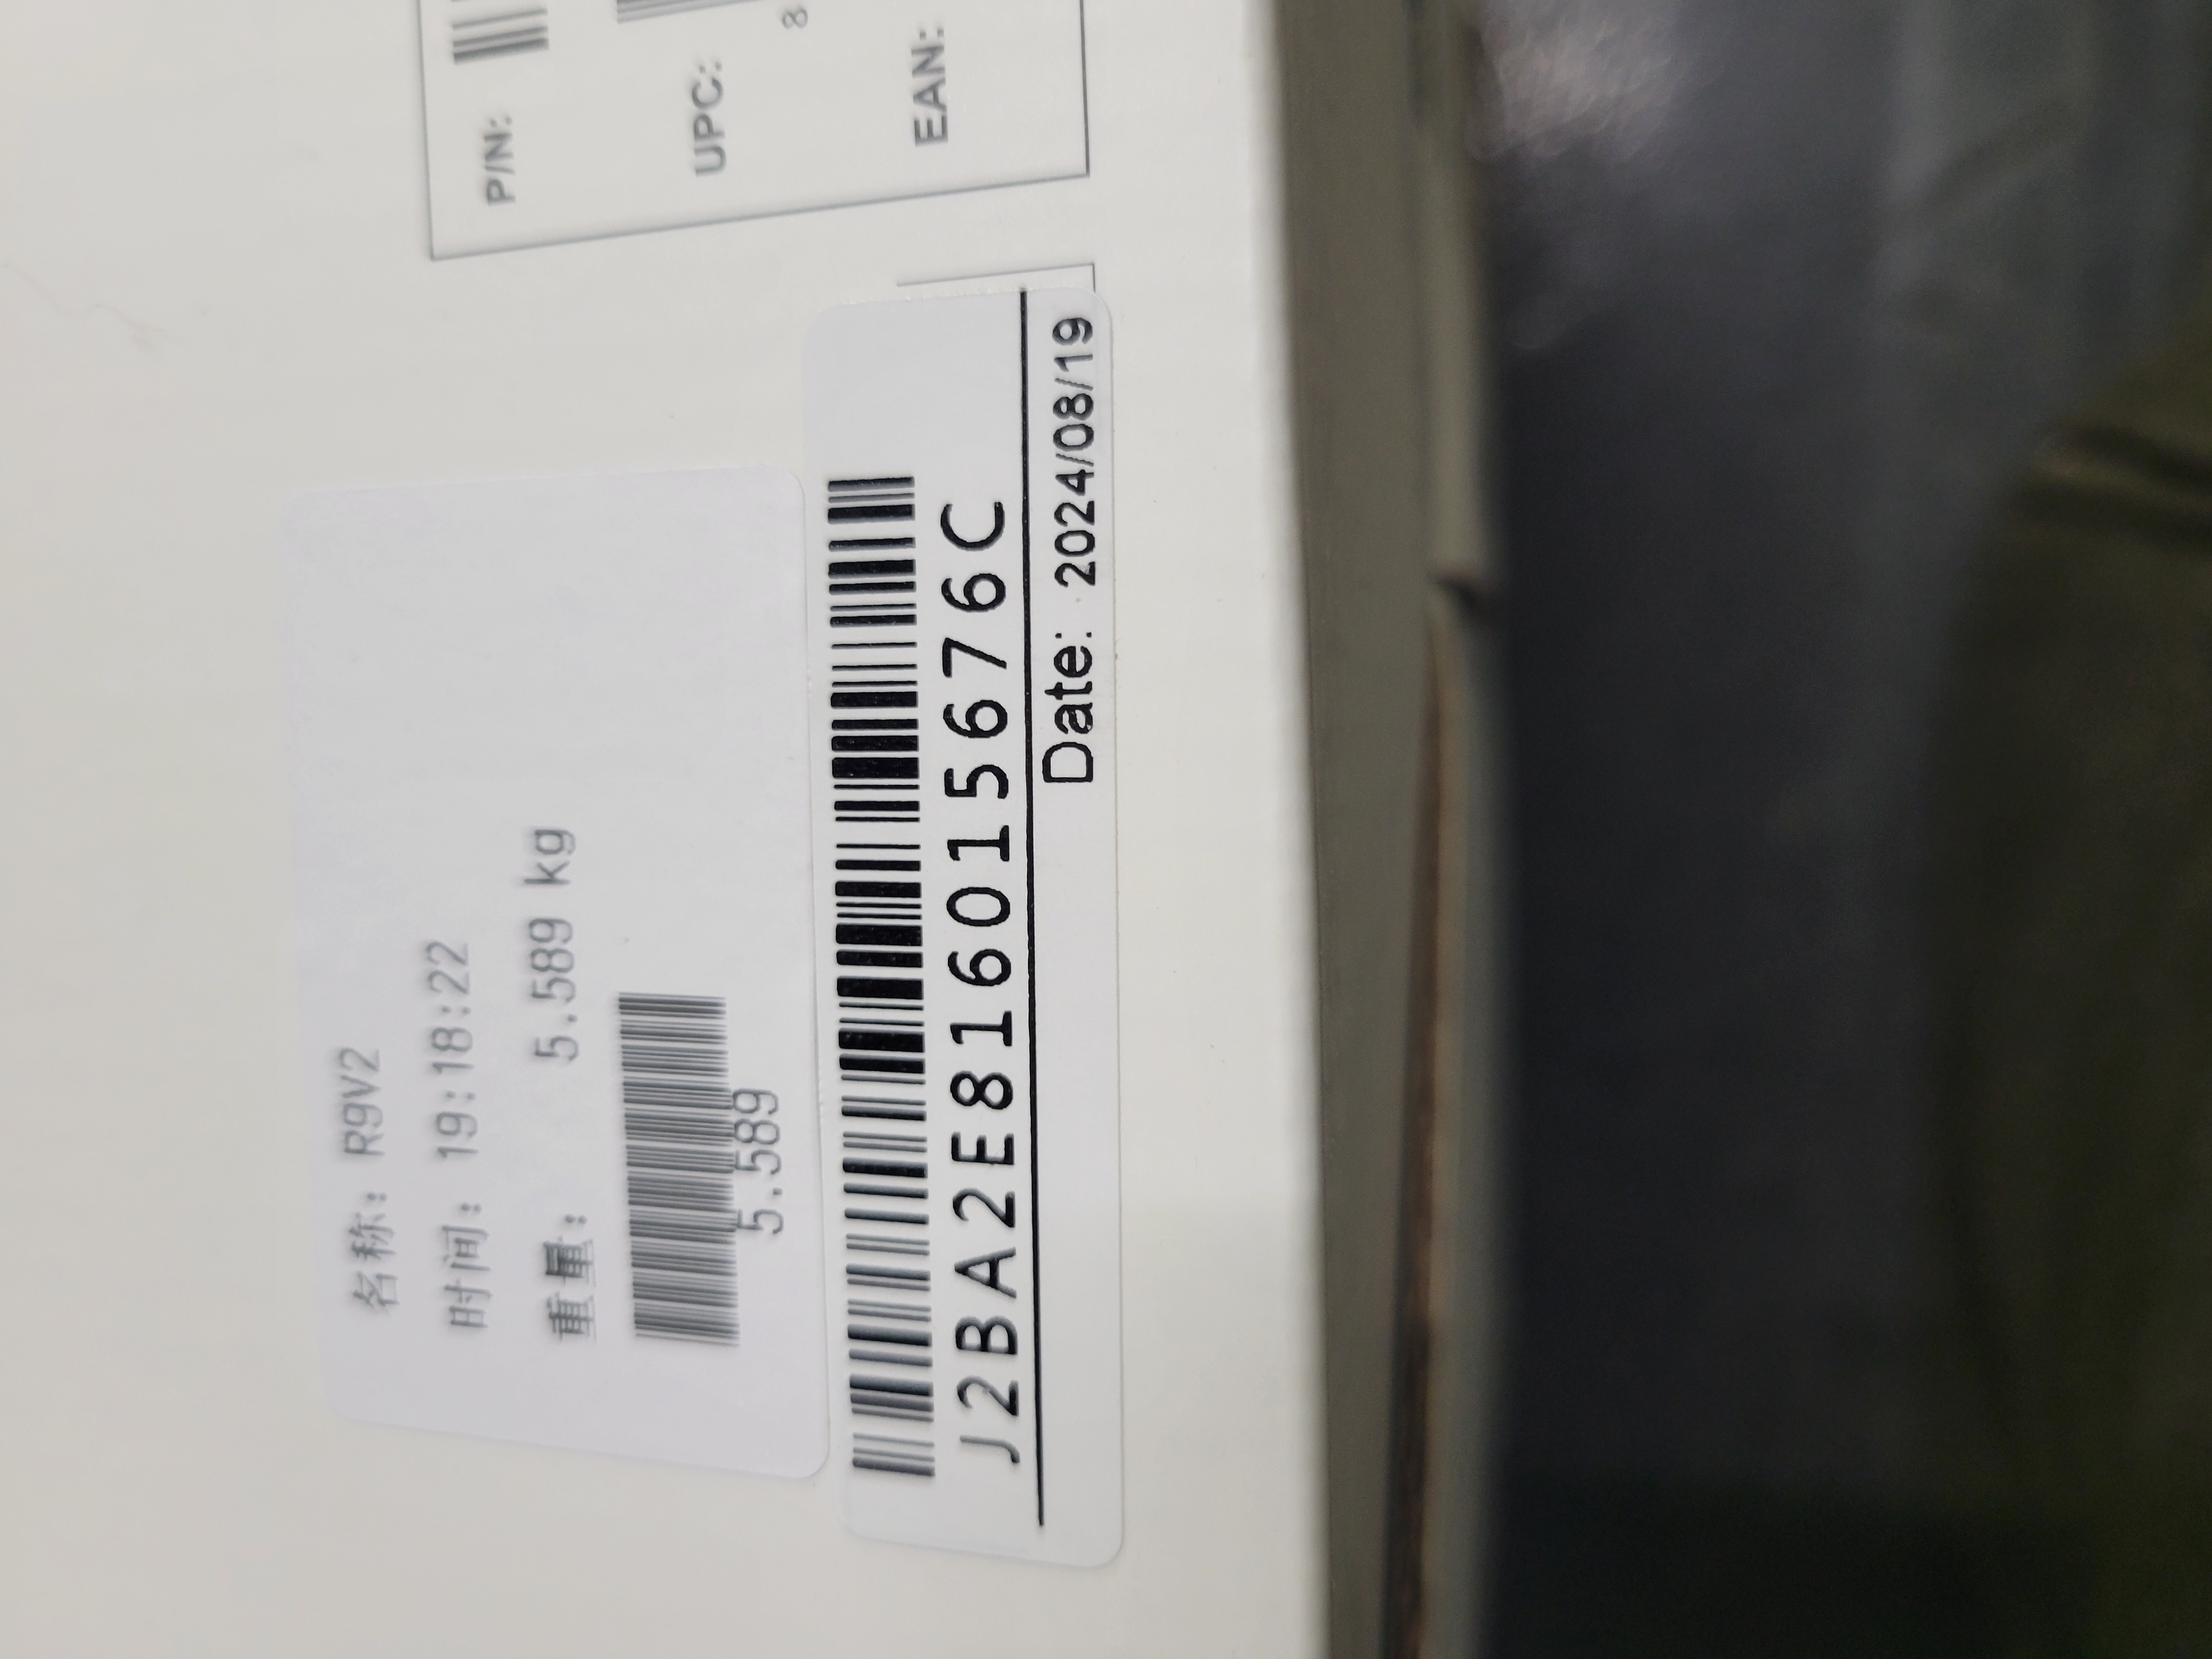 名称: R9V2
时间: 19:18:22
重量: 5.589 kg
5.589
J2BA2E816015676C
Date: 2024/08/19
P/N:
UPC:
8
EAN: